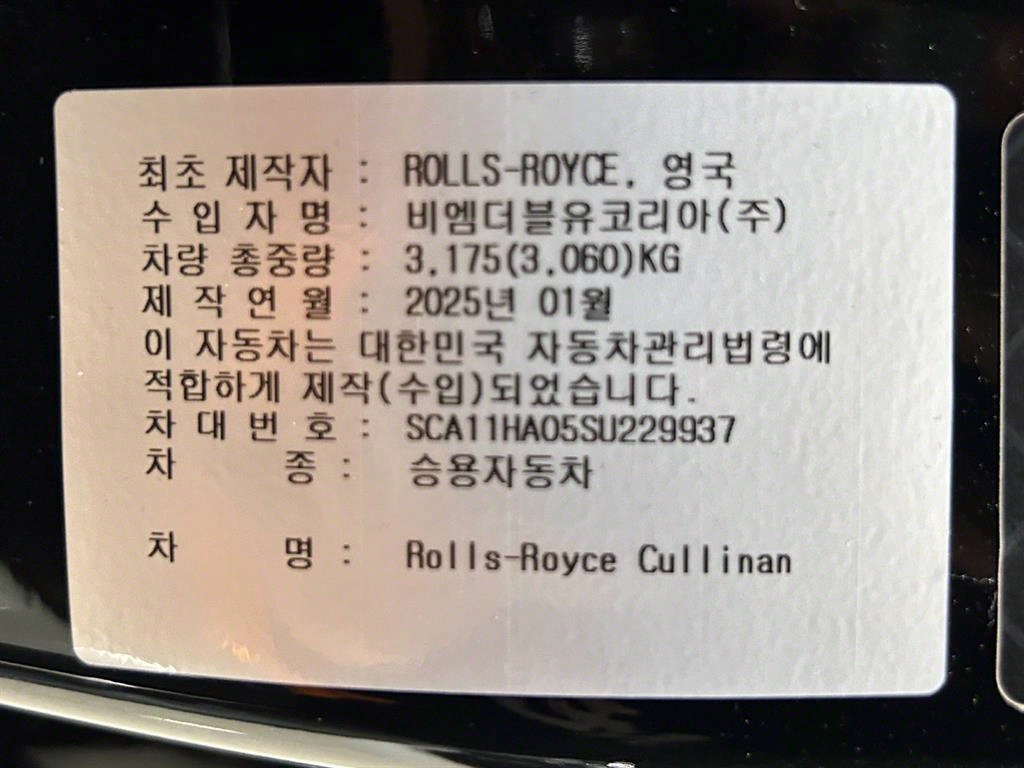 최초 제작자 : ROLLS-ROYCE, 영국
수 입 자 명 : 비엠더블유코리아(주)
차량 총중량 : 3,175(3,060)KG
제 작 연 월 : 2025년 01월
이 자동차는 대한민국 자동차관리법령에
적합하게 제작(수입)되었습니다.
차 대 번 호 : SCA11HA05SU229937
차 종 : 승용자동차
차 명 : Rolls-Royce Cullinan